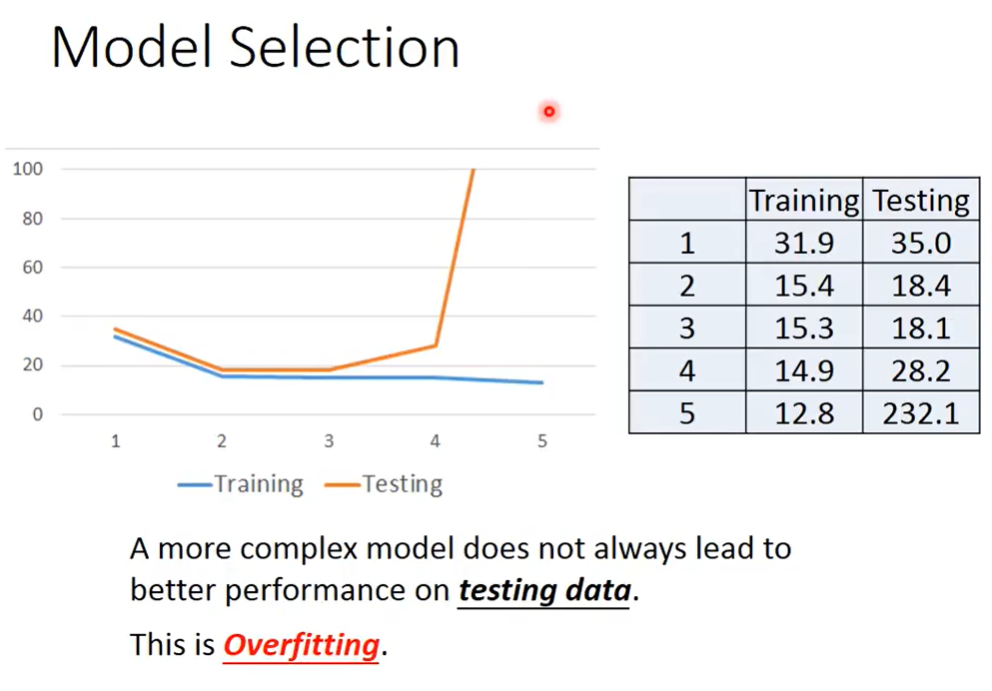 Model Selection
100
80
60
40
20
0
1 2 3 4 5
Training Testing
Training Testing
1 31.9 35.0
2 15.4 18.4
3 15.3 18.1
4 14.9 28.2
5 12.8 232.1
A more complex model does not always lead to
better performance on testing data.
This is Overfitting.